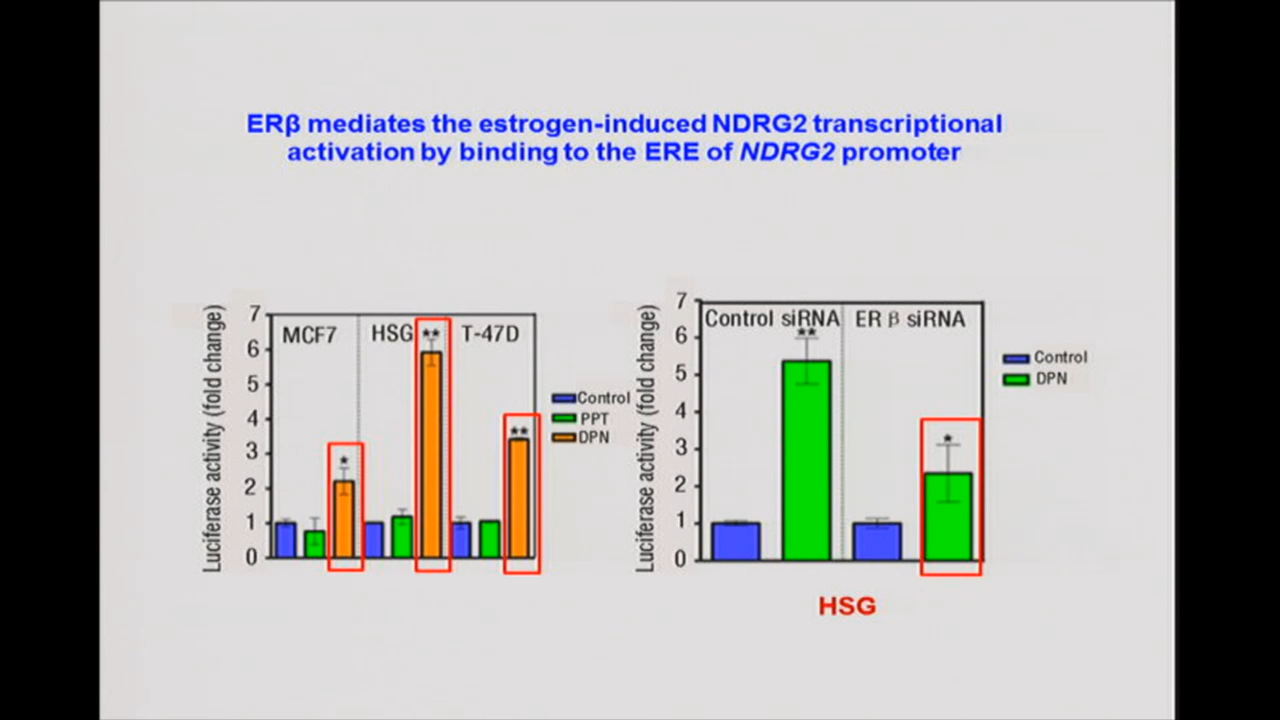 ERβ mediates the estrogen-induced NDRG2 transcriptional
activation by binding to the ERE of NDRG2 promoter
Luciferase activity (fold change)
7
6
5
4
3
2
1
0
MCF7
HSG
T-47D
*
**
**
Control
PPT
DPN
Luciferase activity (fold change)
7
6
5
4
3
2
1
0
Control siRNA
ER β siRNA
**
*
Control
DPN
HSG